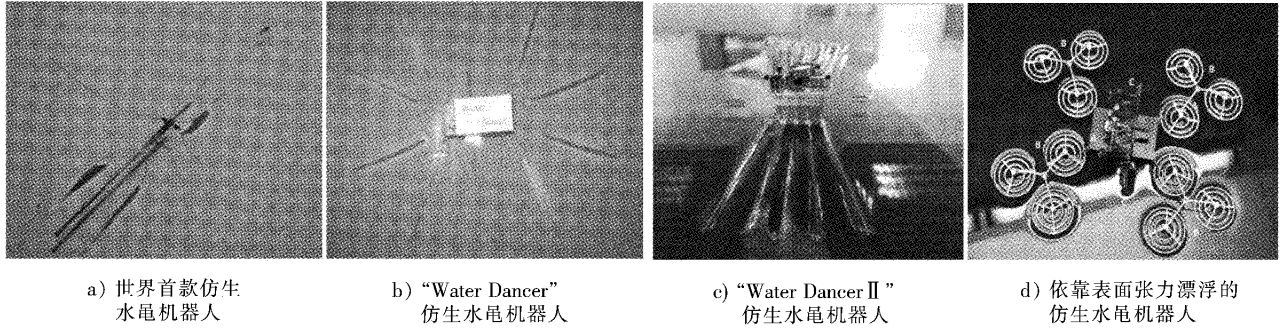 B
B
C
B
B
a) 世界首款仿生
水黾机器人
b) “Water Dancer”
仿生水黾机器人
c) “Water Dancer Ⅱ”
仿生水黾机器人
d) 依靠表面张力漂浮的
仿生水黾机器人